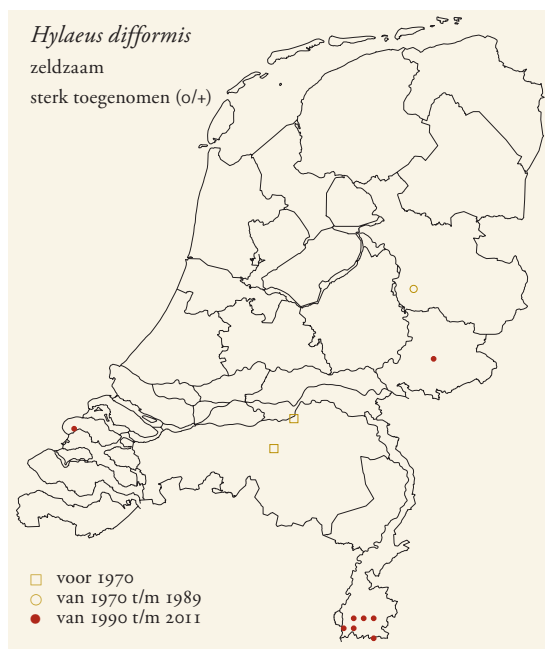 Hylaeus difformis
zeldzaam
sterk toegenomen (0/+)
voor 1970
van 1970 t/m 1989
van 1990 t/m 2011